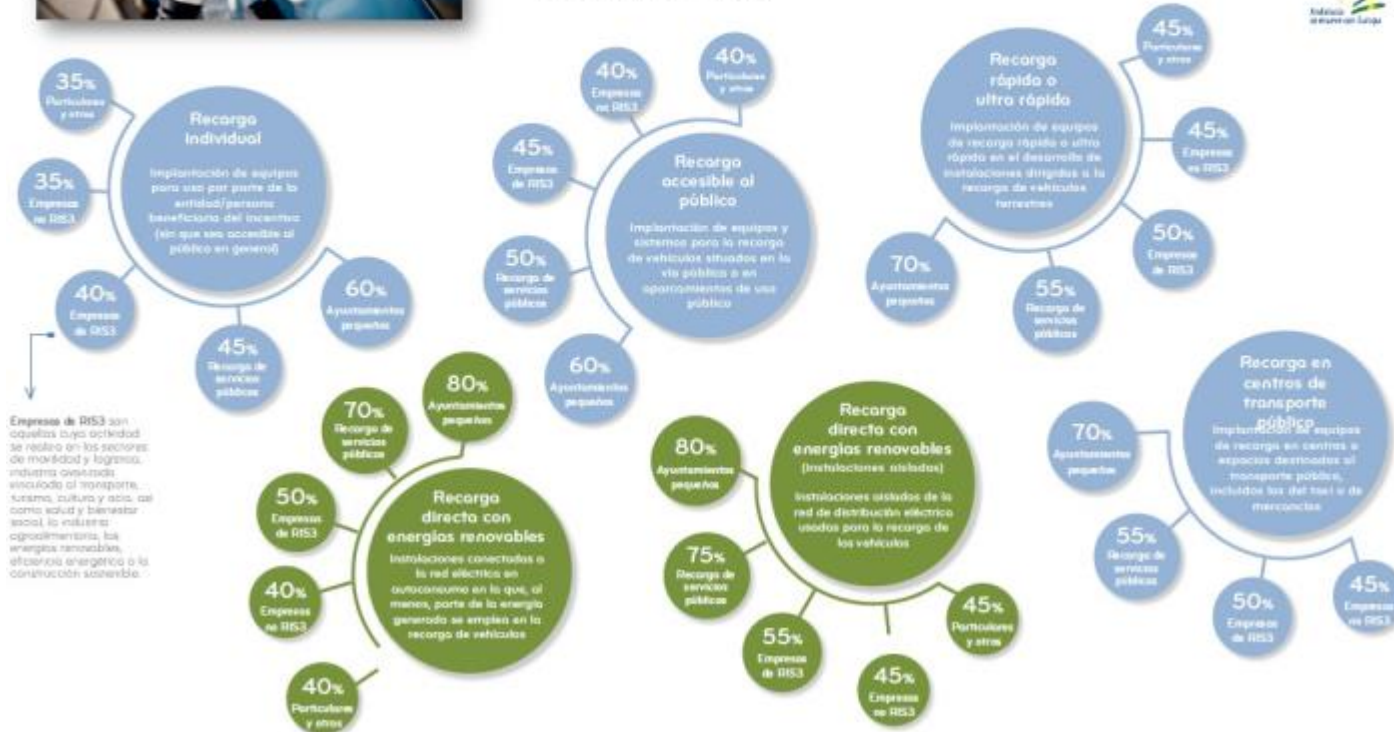 35%
Particulares
y otros
35%
Empresas
no RIS3
40%
Empresas
de RIS3
45%
Recarga de
servicios
públicos
60%
Ayuntamientos
pequeños
Recarga
individual
Implantación de equipos
para uso por parte de la
entidad/persona
beneficiaria del incentivo
(sin que sea accesible al
público en general)
Empresas de RIS3 son
aquellas cuya actividad
se realiza en los sectores
de movilidad y logística,
industria avanzada
vinculada al transporte,
turismo, cultura y ocio, así
como salud y bienestar
social, la industria
agroalimentaria, las
energías renovables,
eficiencia energética o la
construcción sostenible.
40%
Particulares
y otros
40%
Empresas
no RIS3
45%
Empresas
de RIS3
50%
Recarga de
servicios
públicos
60%
Ayuntamientos
pequeños
Recarga
accesible al
público
Implantación de equipos y
sistemas para la recarga
de vehículos situados en la
vía pública o en
aparcamientos de uso
público
Andalucía
se mueve con Europa
45%
Particulares
y otros
45%
Empresas
no RIS3
50%
Empresas
de RIS3
55%
Recarga de
servicios
públicos
70%
Ayuntamientos
pequeños
Recarga
rápida o
ultra rápida
Implantación de equipos
de recarga rápida o ultra
rápida en el desarrollo de
instalaciones dirigidas a la
recarga de vehículos
terrestres
80%
Ayuntamientos
pequeños
70%
Recarga de
servicios
públicos
50%
Empresas
de RIS3
40%
Empresas
no RIS3
40%
Particulares
y otros
Recarga
directa con
energías renovables
Instalaciones conectadas a
la red eléctrica en
autoconsumo en la que, al
menos, parte de la energía
generada se emplea en la
recarga de vehículos
80%
Ayuntamientos
pequeños
75%
Recarga de
servicios
públicos
55%
Empresas
de RIS3
45%
Empresas
no RIS3
45%
Particulares
y otros
Recarga
directa con
energías renovables
(instalaciones aisladas)
Instalaciones aisladas de la
red de distribución eléctrica
usadas para la recarga de
los vehículos
70%
Ayuntamientos
pequeños
55%
Recarga de
servicios
públicos
50%
Empresas
de RIS3
45%
Empresas
no RIS3
Recarga en
centros de
transporte
público
Implantación de equipos
de recarga en centros o
espacios destinados al
transporte público,
incluidos los del taxi o de
mercancías